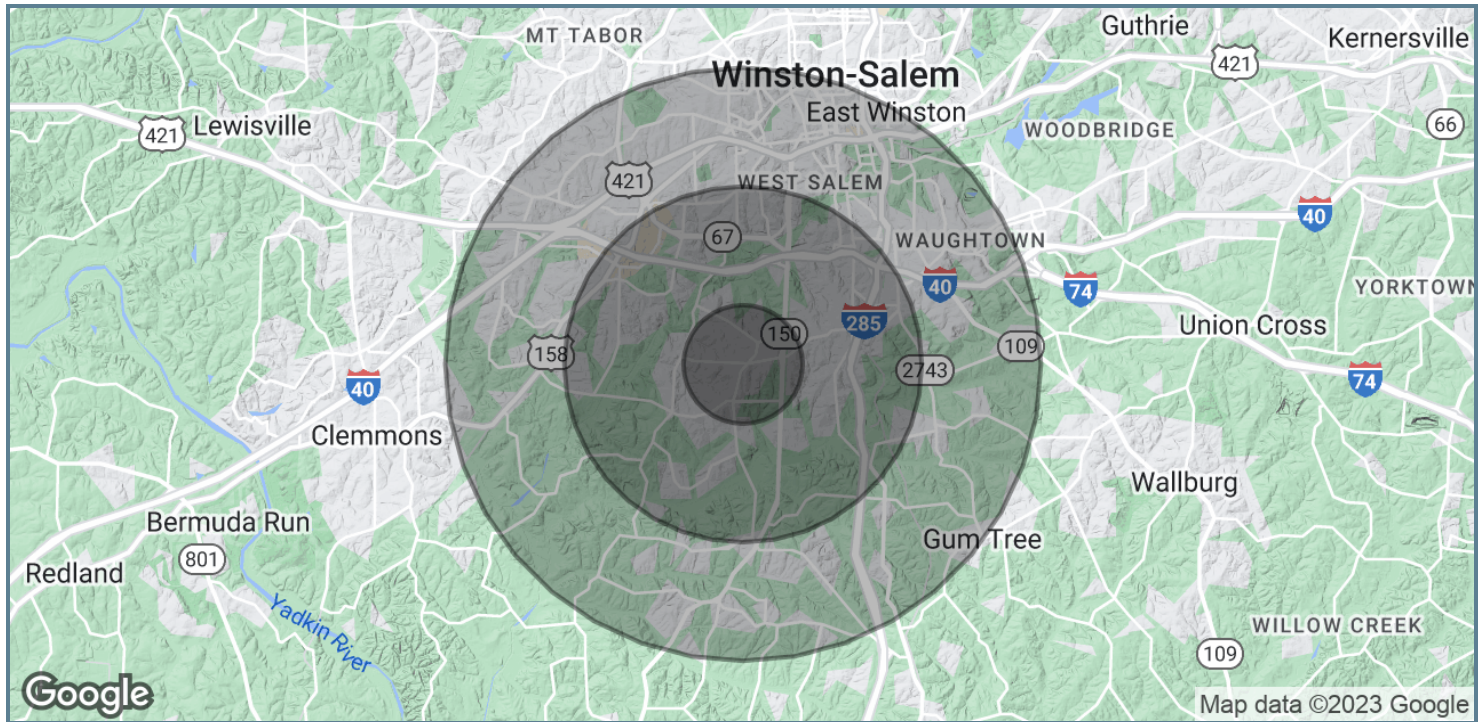 Guthrie
MT TABOR
Kernersville
421
Winston-Salem
East Winston
66
421
Lewisville
WOODBRIDGE
421
WEST SALEM
40
67
WAUGHTOWN
40
74
YORKTOWN
285
Union Cross
150
109
158
2743
74
40
Clemmons
Wallburg
Bermuda Run
Gum Tree
801
Redland
Yadkin River
WILLOW CREEK
109
Google
Map data ©2023 Google